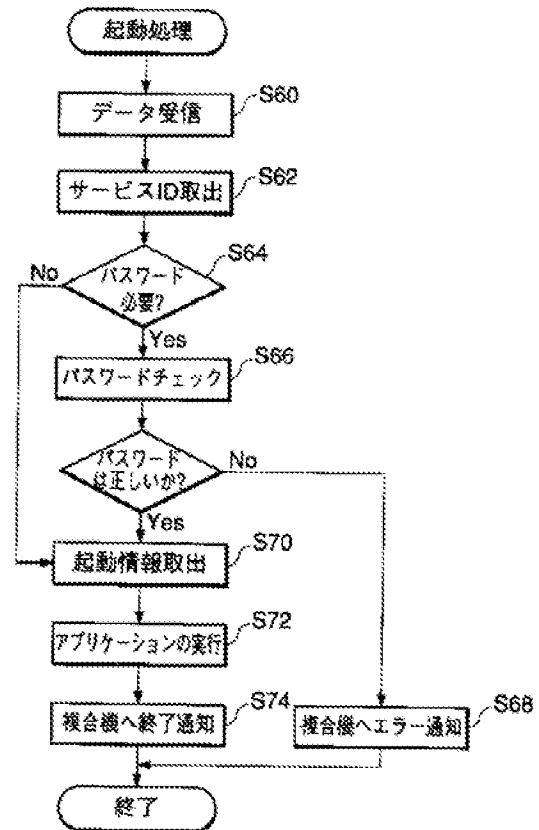 起動処理
データ受信
S60
サービスID取出
S62
パスワード
必要?
S64
No
Yes
パスワードチェック
S66
パスワード
は正しいか?
No
Yes
起動情報取出
S70
アプリケーションの実行
S72
複合機へ終了通知
S74
複合機へエラー通知
S68
終了